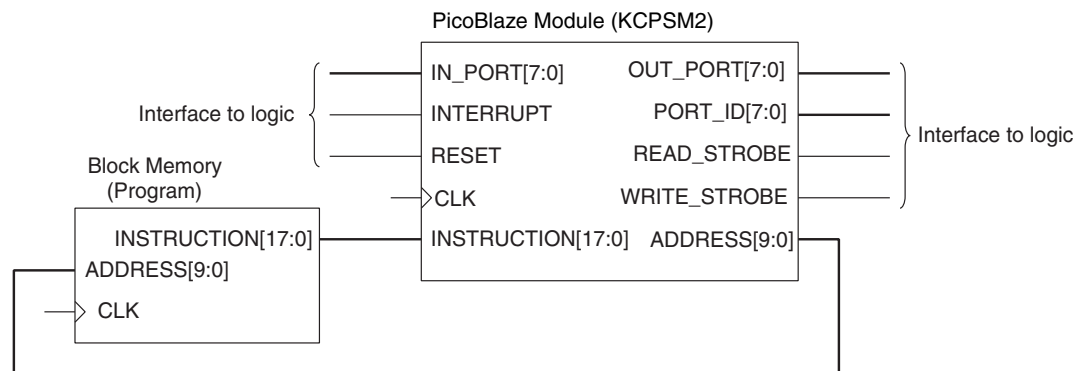 PicoBlaze Module (KCPSM2)
IN_PORT[7:0]
INTERRUPT
RESET
CLK
INSTRUCTION[17:0]
OUT_PORT[7:0]
PORT_ID[7:0]
READ_STROBE
WRITE_STROBE
ADDRESS[9:0]
Interface to logic
Interface to logic
Block Memory
(Program)
INSTRUCTION[17:0]
ADDRESS[9:0]
CLK